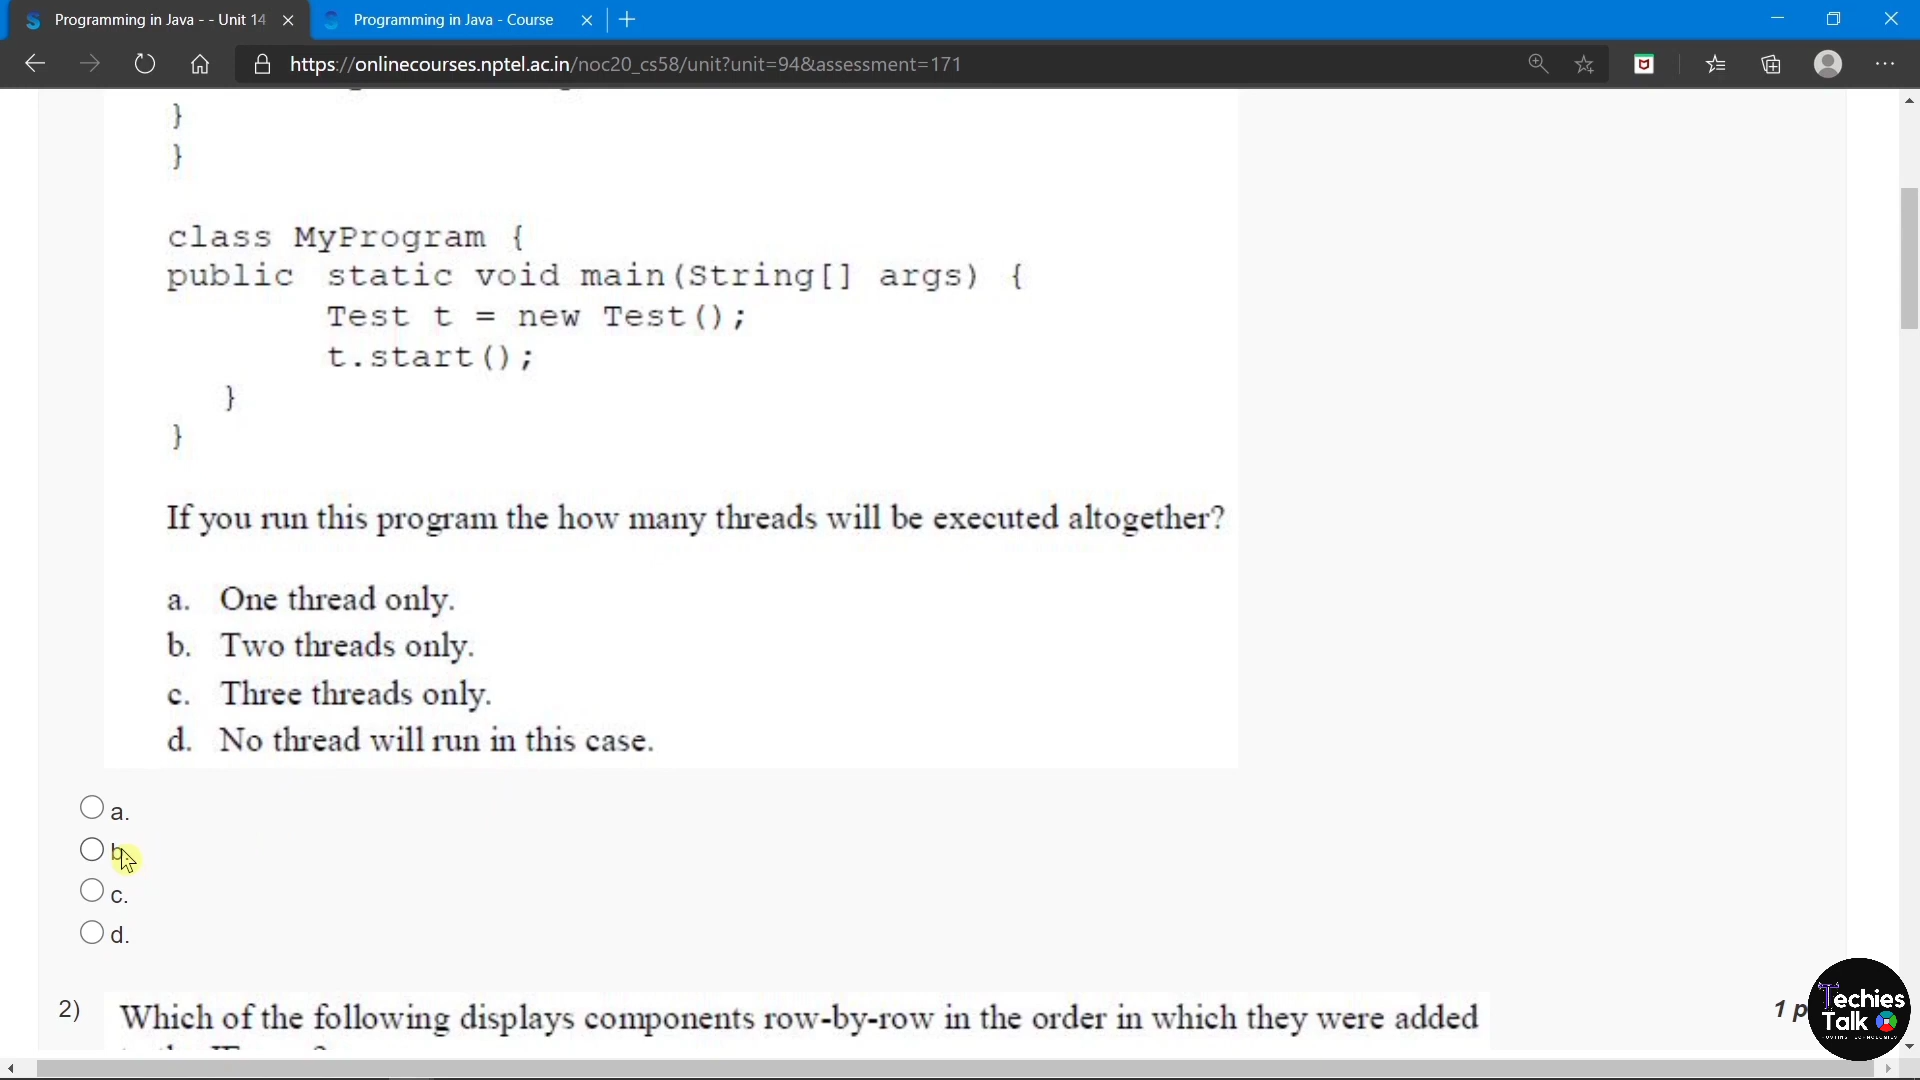 Programming in Java - - Unit 14
Programming in Java - Course
https://onlinecourses.nptel.ac.in/noc20_cs58/unit?unit=94&assessment=171
}
}
class MyProgram {
public static void main(String[] args) {
Test t = new Test();
t.start();
}
}
If you run this program the how many threads will be executed altogether?
a. One thread only.
b. Two threads only.
c. Three threads only.
d. No thread will run in this case.
a.
b.
c.
d.
2) Which of the following displays components row-by-row in the order in which they were added
1 p
Techies
Talk